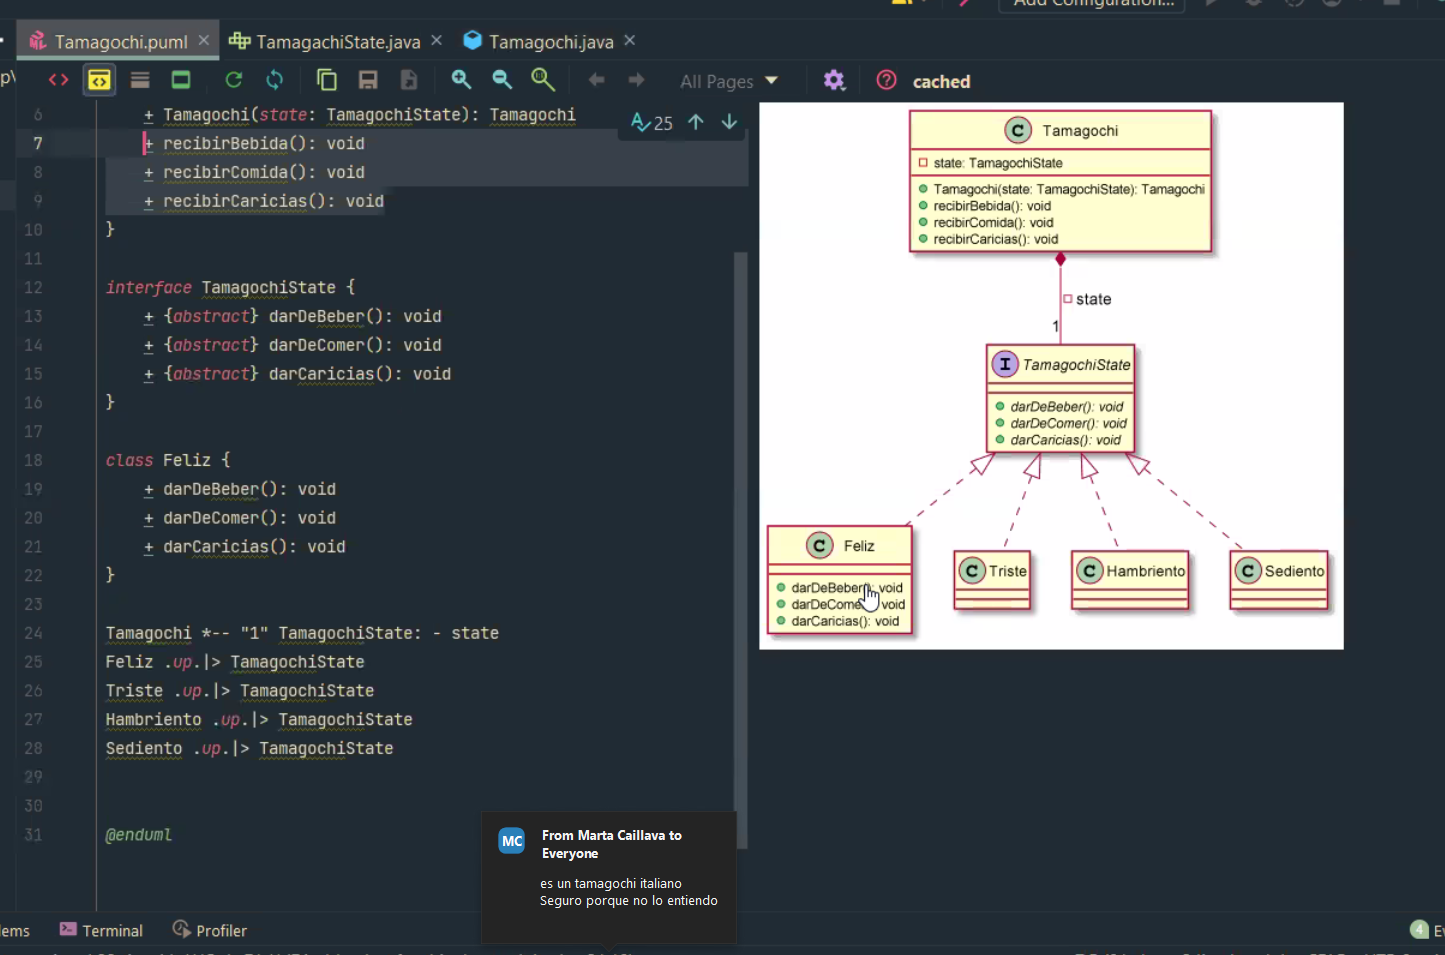 Add Configuration...
Tamagochi.puml
TamagachiState.java
Tamagochi.java
All Pages
cached
6 + Tamagochi(state: TamagochiState): Tamagochi
25
7 + recibirBebida(): void
8 + recibirComida(): void
9 + recibirCaricias(): void
10 }
11
12 interface TamagochiState {
13 + {abstract} darDeBeber(): void
14 + {abstract} darDeComer(): void
15 + {abstract} darCaricias(): void
16 }
17
18 class Feliz {
19 + darDeBeber(): void
20 + darDeComer(): void
21 + darCaricias(): void
22 }
23
24 Tamagochi *-- "1" TamagochiState: - state
25 Feliz .up.|> TamagochiState
26 Triste .up.|> TamagochiState
27 Hambriento .up.|> TamagochiState
28 Sediento .up.|> TamagochiState
29
30
31 @enduml
C Tamagochi
state: TamagochiState
Tamagochi(state: TamagochiState): Tamagochi
recibirBebida(): void
recibirComida(): void
recibirCaricias(): void
state
1
I TamagochiState
darDeBeber(): void
darDeComer(): void
darCaricias(): void
C Feliz
darDeBeber(): void
darDeComer(): void
darCaricias(): void
C Triste
C Hambriento
C Sediento
MC
From Marta Caillava to
Everyone
es un tamagochi italiano
Seguro porque no lo entiendo
lems
Terminal
Profiler
4